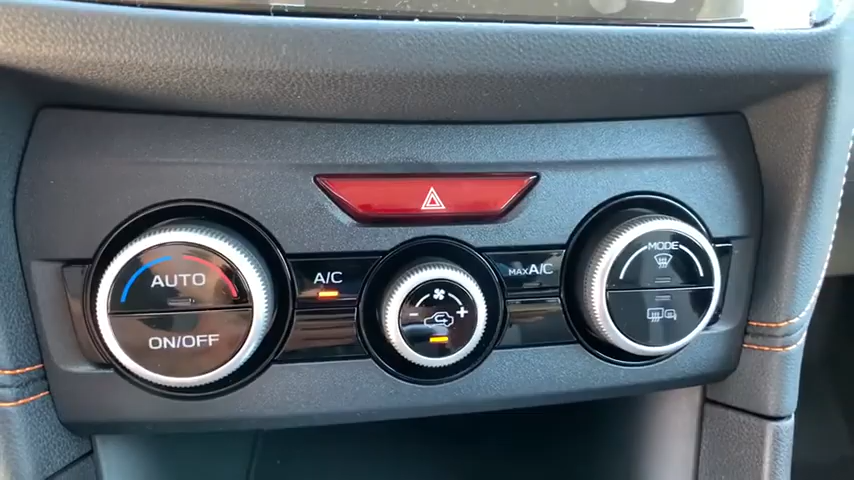 AUTO
ON/OFF
A/C
- +
MAX A/C
MODE